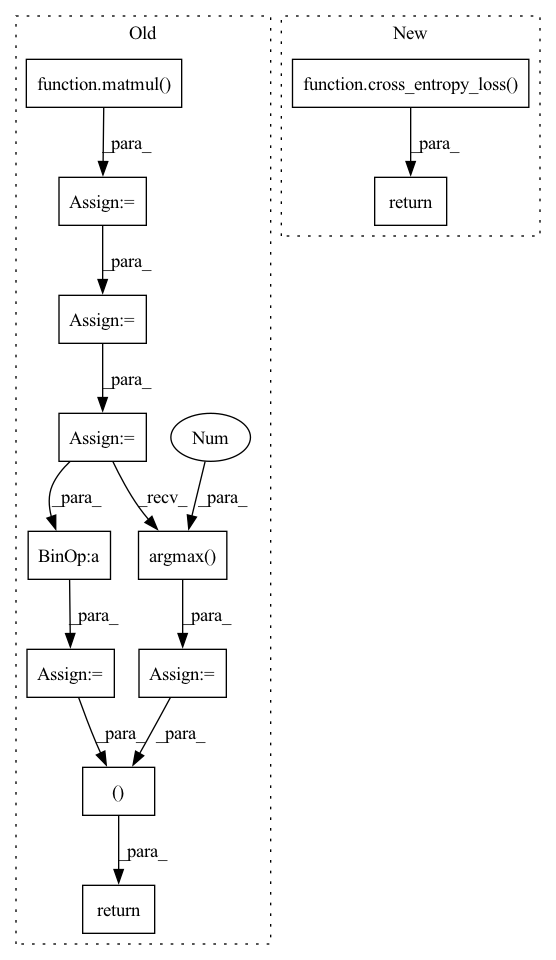 Old
New
function.matmul()
function.cross_entropy_loss()
_para_
_para_
Assign:=
return
_para_
Assign:=
_para_
Assign:=
Num
_para_
_recv_
_para_
BinOp:a
argmax()
_para_
_para_
Assign:=
Assign:=
_para_
_para_
()
_para_
return